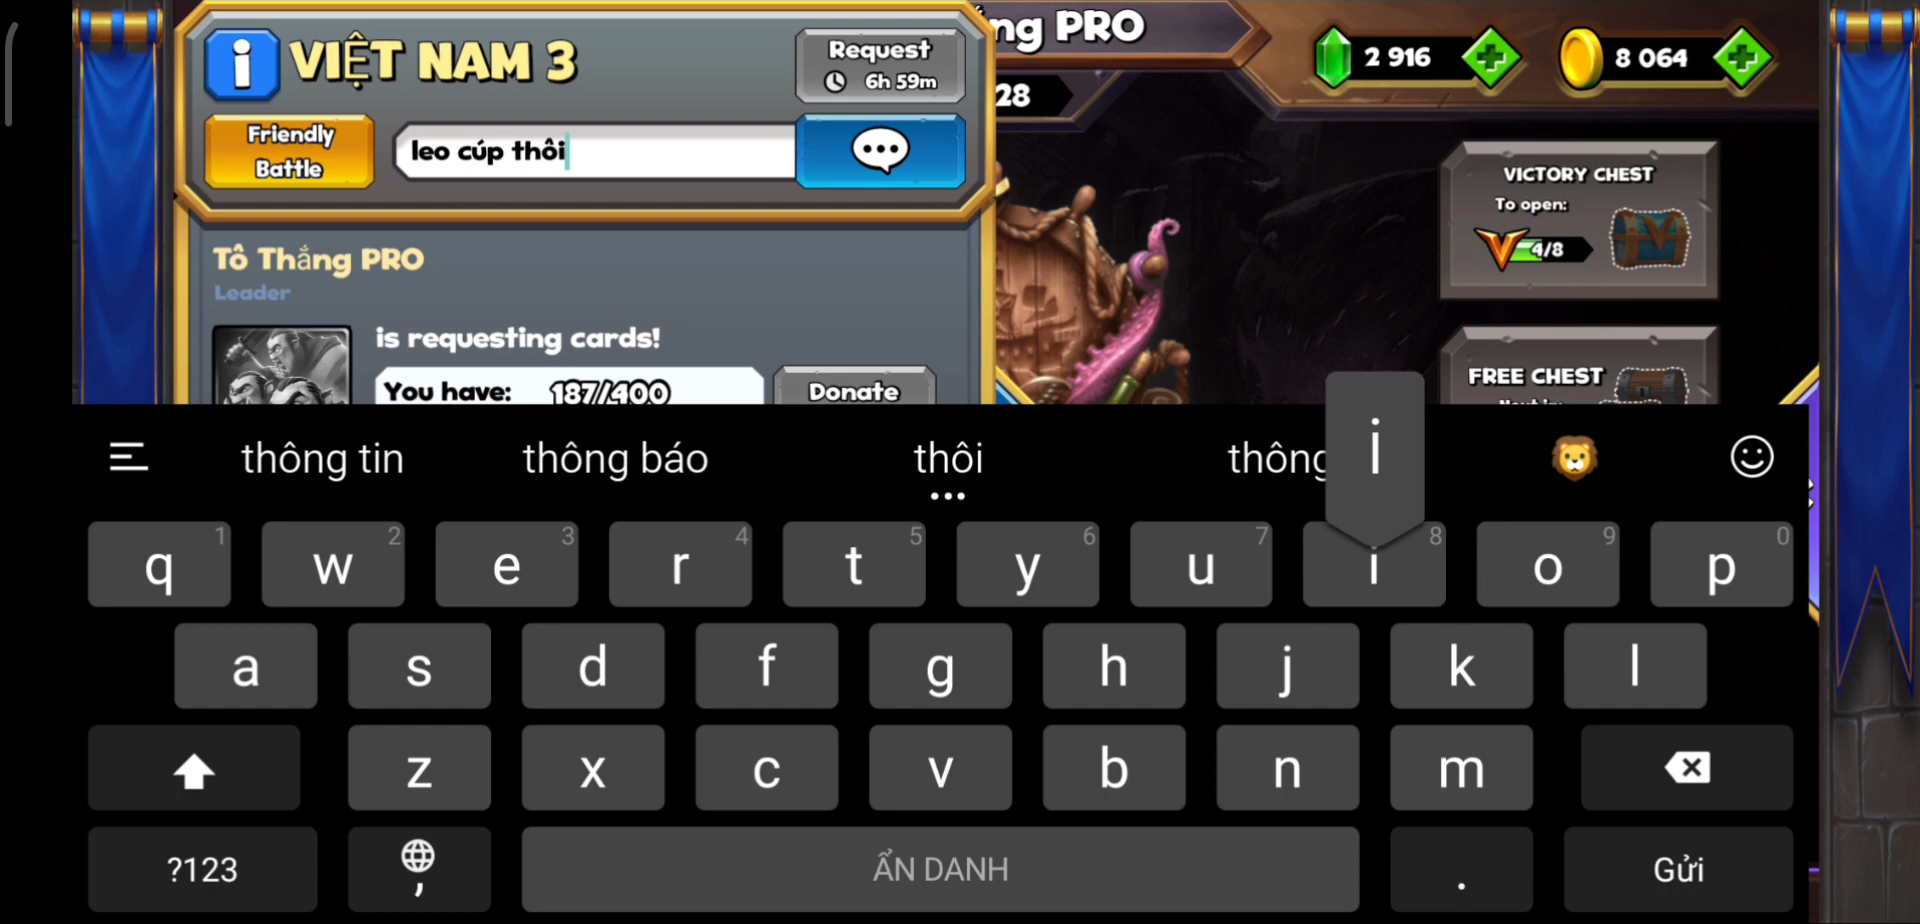 VIỆT NAM 3
Request
6h 59m
ng PRO
28
2 916
8 064
Friendly
Battle
leo cúp thôi
VICTORY CHEST
To open:
4/8
Tô Thắng PRO
Leader
is requesting cards!
You have: 187/400
Donate
FREE CHEST
thông tin thông báo thôi thông
i
q 1 w 2 e 3 r 4 t 5 y 6 u 7 i 8 o 9 p 0
a s d f g h j k l
z x c v b n m
?123 , ẨN DANH . Gửi